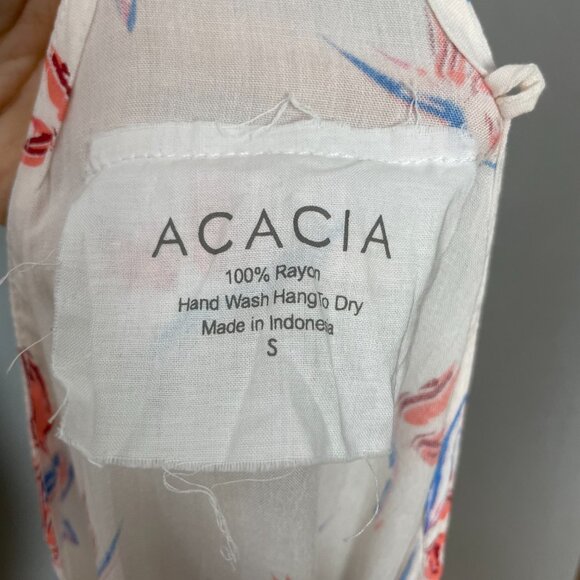 ACACIA
100% Rayon
Hand Wash Hang To Dry
Made in Indonesia
S